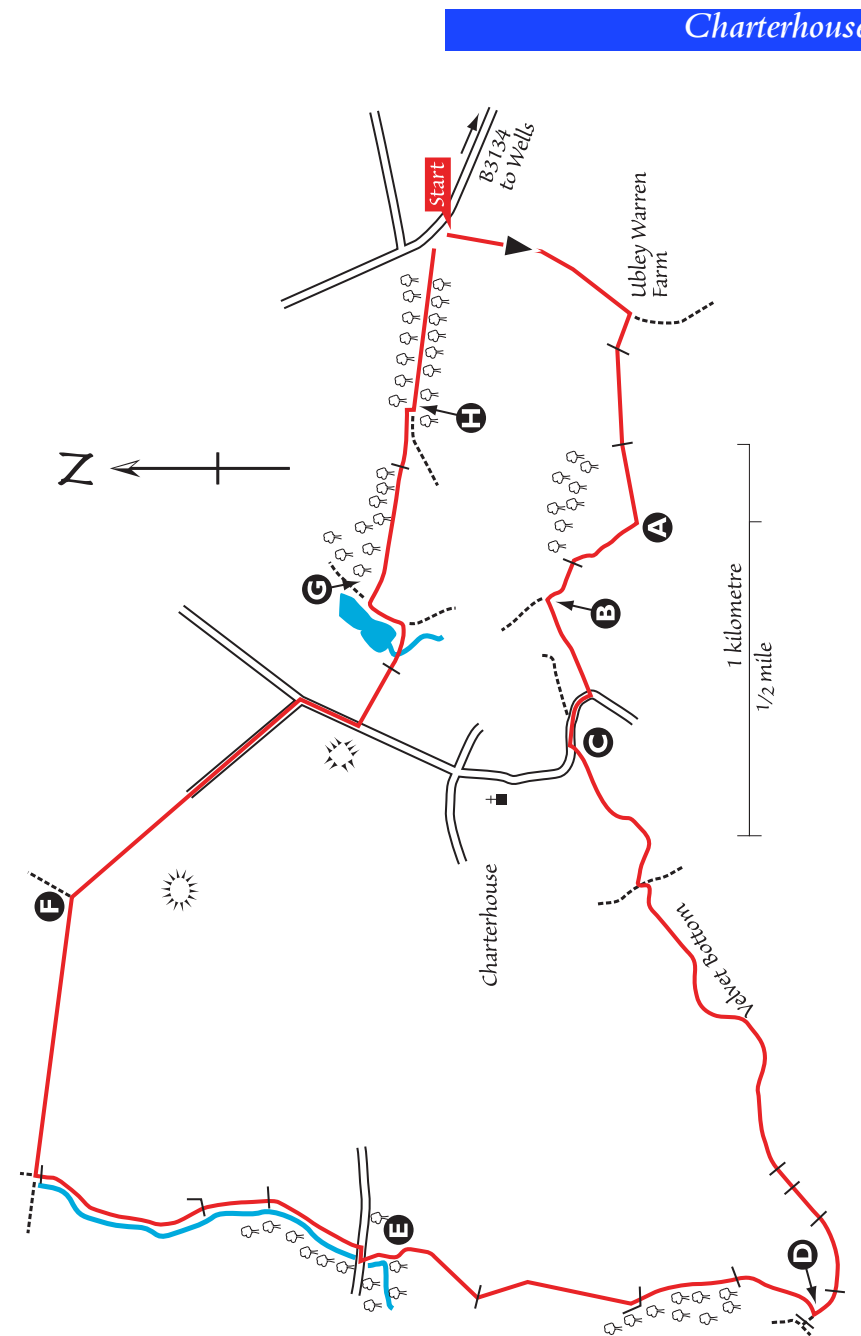 Charterhouse
B3134
to Wells
Start
Ubley Warren
Farm
H
N
G
A
B
1 kilometre
1/2 mile
C
F
Charterhouse
Velvet Bottom
E
D